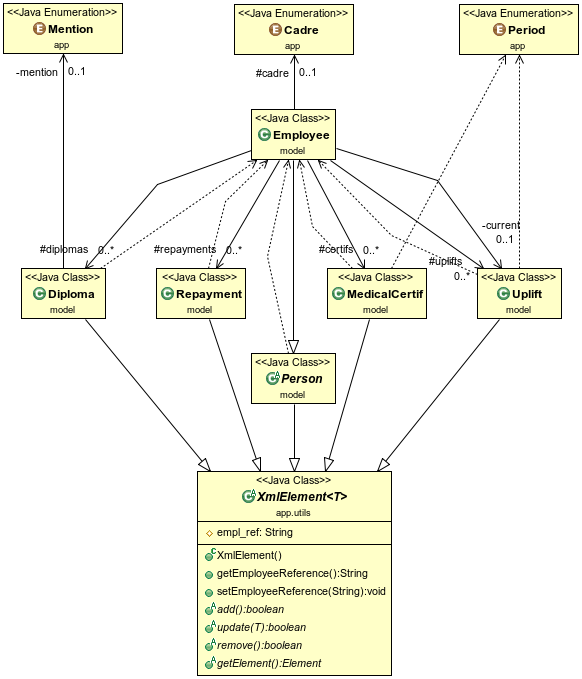 <<Java Enumeration>>
Mention
app
<<Java Enumeration>>
Cadre
app
<<Java Enumeration>>
Period
app
-mention 0..1
#cadre 0..1
<<Java Class>>
Employee
model
#diplomas 0..*
#repayments 0..*
#certifs 0..*
#uplifts
0..*
-current
0..1
<<Java Class>>
Diploma
model
<<Java Class>>
Repayment
model
<<Java Class>>
MedicalCertif
model
<<Java Class>>
Uplift
model
<<Java Class>>
Person
model
<<Java Class>>
XmlElement<T>
app.utils
empl_ref: String
XmlElement()
getEmployeeReference():String
setEmployeeReference(String):void
add():boolean
update(T):boolean
remove():boolean
getElement():Element